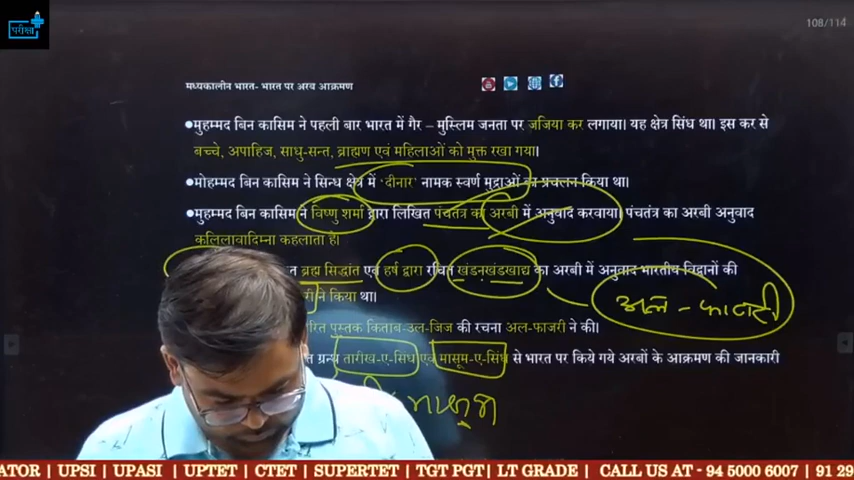 परीक्षा
108/114
मध्यकालीन भारत- भारत पर अरब आक्रमण
●मुहम्मद बिन कासिम ने पहली बार भारत में गैर – मुस्लिम जनता पर जज़िया कर लगाया। यह क्षेत्र सिंध था। इस कर से
बच्चे, अपाहिज, साधु-सन्त, ब्राह्मण एवं महिलाओं को मुक्त रखा गया।
●मोहम्मद बिन कासिम ने सिन्ध क्षेत्र में 'दीनार' नामक स्वर्ण मुद्राओं का प्रचलन किया था।
●मुहम्मद बिन कासिम ने विष्णु शर्मा द्वारा लिखित पंचतंत्र का अरबी में अनुवाद करवाया। पंचतंत्र का अरबी अनुवाद
कलिलावादिम्ना कहलाता है।
ब्रह्म सिद्धांत एवं हर्ष द्वारा रचित खंडनखंडखाद्य का अरबी में अनुवाद भारतीय विद्वानों की
ने किया था।
पुस्तक किताब-उल-जिज की रचना अल-फाजरी ने की।
ग्रन्थ तारीख-ए-सिंध एवं मासूम-ए-सिंध से भारत पर किये गये अरबों के आक्रमण की जानकारी
ATOR | UPSI | UPASI | UPTET | CTET | SUPERTET | TGT PGT| LT GRADE | CALL US AT - 94 5000 6007 | 91 29